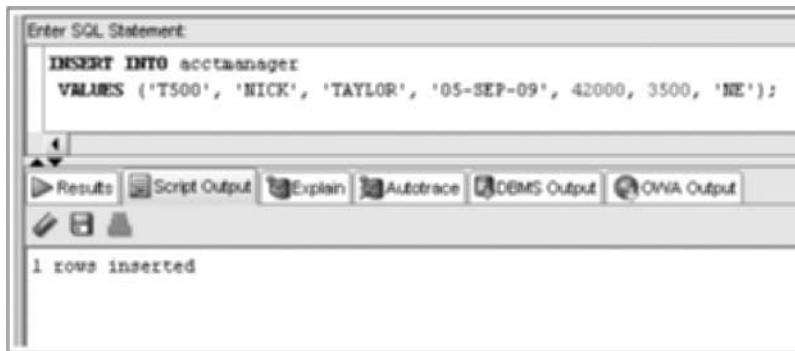 Enter SQL Statement:
INSERT INTO acctmanager
VALUES ('T500', 'NICK', 'TAYLOR', '05-SEP-09', 42000, 3500, 'NE');
Results Script Output Explain Autotrace DBMS Output OWA Output
1 rows inserted